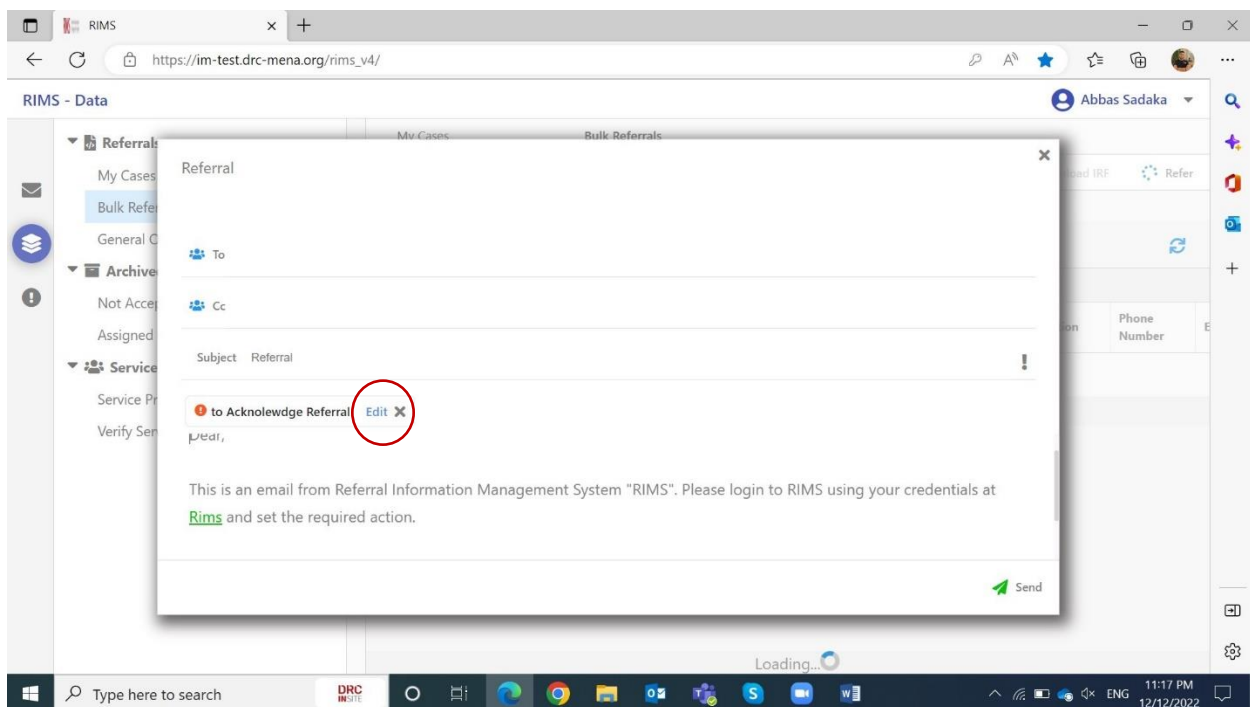 RIMS
https://im-test.drc-mena.org/rims_v4/
RIMS - Data
Abbas Sadaka
Referrals
My Cases
Bulk Refe
General
Archive
Not Acce
Assigned
Service
Service Pr
Verify Ser
My Cases Bulk Referrals
IRF Refer
Phone
Number
Referral
To
Cc
Subject Referral
to Acknolewdge Referral Edit
Dear,
This is an email from Referral Information Management System "RIMS". Please login to RIMS using your credentials at
Rims and set the required action.
Send
Loading...
Type here to search
DRC
INSITE
ENG
11:17 PM
12/12/2022